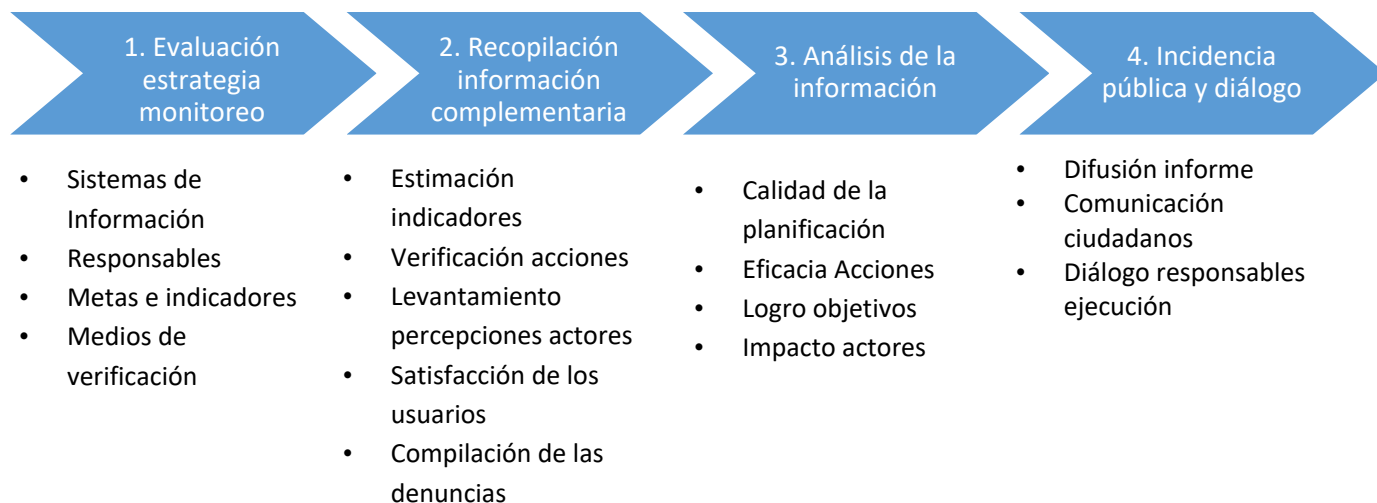 1. Evaluación
estrategia
monitoreo
2. Recopilación
información
complementaria
3. Análisis de la
información
4. Incidencia
pública y diálogo
• Sistemas de
Información
• Responsables
• Metas e indicadores
• Medios de
verificación
• Estimación
indicadores
• Verificación acciones
• Levantamiento
percepciones actores
• Satisfacción de los
usuarios
• Compilación de las
denuncias
• Calidad de la
planificación
• Eficacia Acciones
• Logro objetivos
• Impacto actores
• Difusión informe
• Comunicación
ciudadanos
• Diálogo responsables
ejecución